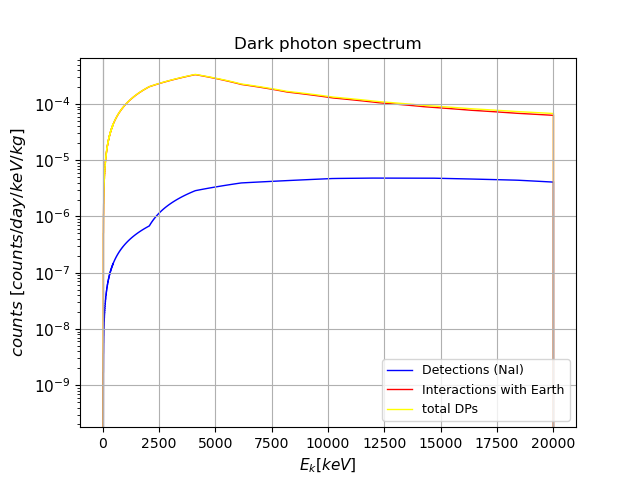 Dark photon spectrum
counts [counts/day/keV/kg]
10⁻⁴
10⁻⁵
10⁻⁶
10⁻⁷
10⁻⁸
10⁻⁹
Detections (NaI)
Interactions with Earth
total DPs
0 2500 5000 7500 10000 12500 15000 17500 20000
Eₖ[keV]